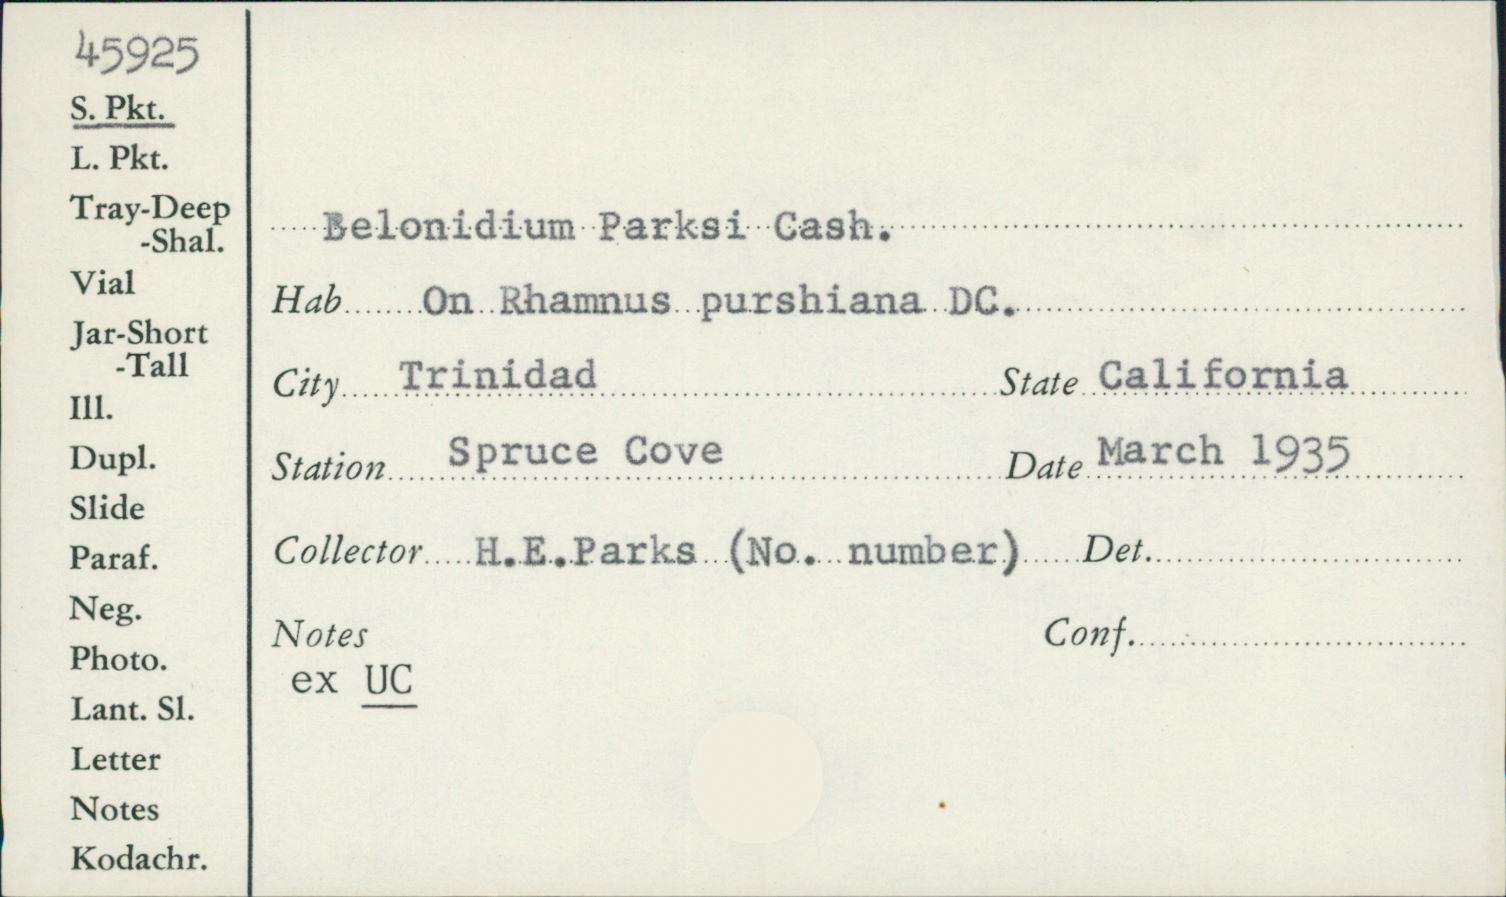 45925
S. Pkt.
L. Pkt.
Tray-Deep
-Shal.
Vial
Jar-Short
-Tall
Ill.
Dupl.
Slide
Paraf.
Neg.
Photo.
Lant. Sl.
Letter
Notes
Kodachr.
Belonidium Parksi Cash.
Hab On Rhamnus purshiana DC.
City Trinidad State California
Station Spruce Cove Date March 1935
Collector H.E.Parks (No. number) Det.
Notes Conf.
ex UC